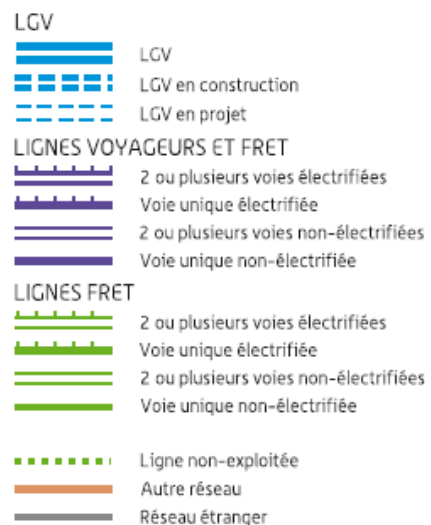 LGV
LGV
LGV en construction
LGV en projet
LIGNES VOYAGEURS ET FRET
2 ou plusieurs voies électrifiées
Voie unique électrifiée
2 ou plusieurs voies non-électrifiées
Voie unique non-électrifiée
LIGNES FRET
2 ou plusieurs voies électrifiées
Voie unique électrifiée
2 ou plusieurs voies non-électrifiées
Voie unique non-électrifiée
Ligne non-exploitée
Autre réseau
Réseau étranger